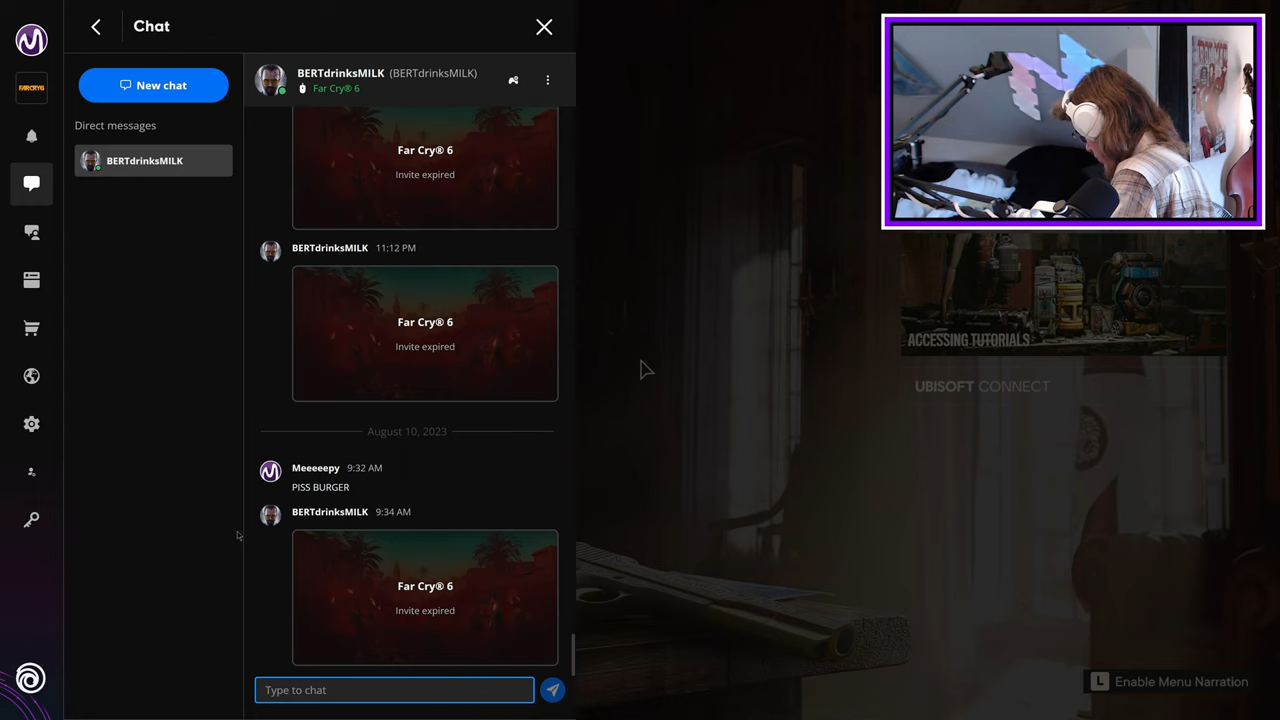 Chat
New chat
Direct messages
BERTdrinksMILK
BERTdrinksMILK (BERTdrinksMILK)
Far Cry® 6
Far Cry® 6
Invite expired
BERTdrinksMILK 11:12 PM
Far Cry® 6
Invite expired
August 10, 2023
Meeeeepy 9:32 AM
PISS BURGER
BERTdrinksMILK 9:34 AM
Far Cry® 6
Invite expired
Type to chat
FARCRY6
ACCESSING TUTORIALS
UBISOFT CONNECT
L Enable Menu Narration